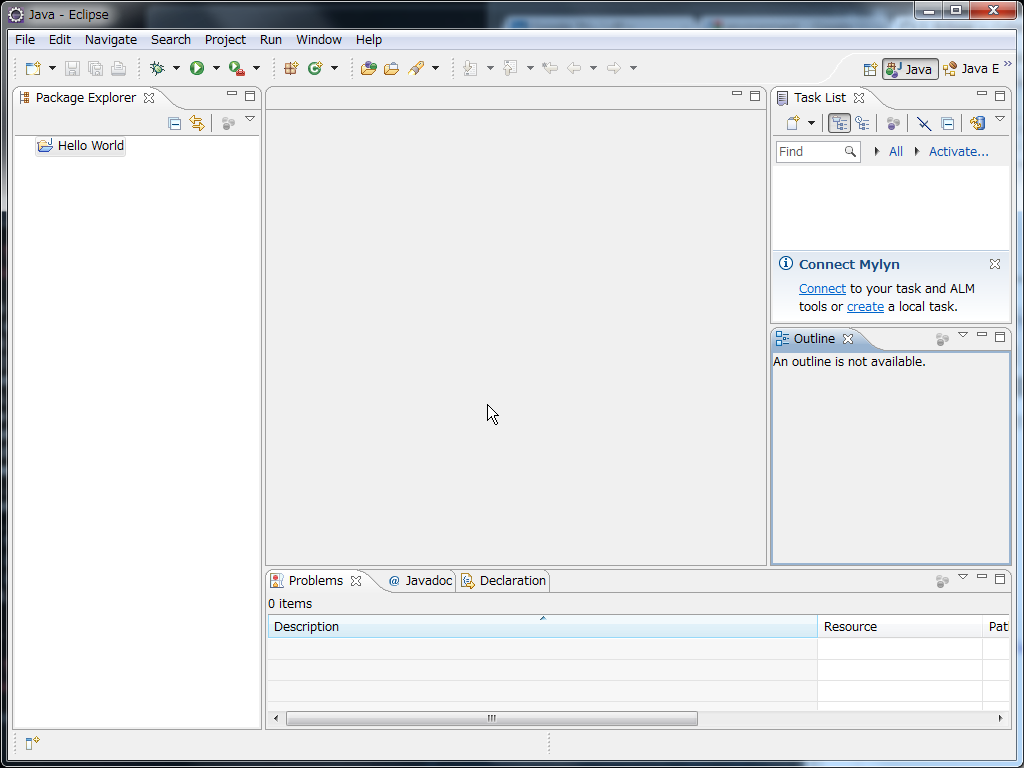 Java - Eclipse
File Edit Navigate Search Project Run Window Help
Java Java E
Package Explorer
Hello World
Task List
Find All Activate...
Connect Mylyn
Connect to your task and ALM
tools or create a local task.
Outline
An outline is not available.
Problems @ Javadoc Declaration
0 items
Description Resource Pat